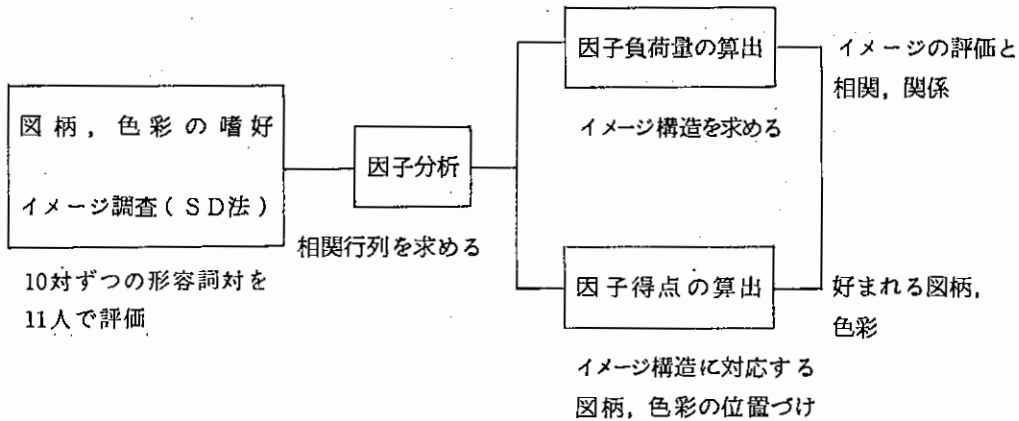 図柄，色彩の嗜好
イメージ調査（ＳＤ法）
10対ずつの形容詞対を
11人で評価
因子分析
相関行列を求める
因子負荷量の算出
イメージ構造を求める
イメージの評価と
相関，関係
因子得点の算出
イメージ構造に対応する
図柄，色彩の位置づけ
好まれる図柄，
色彩